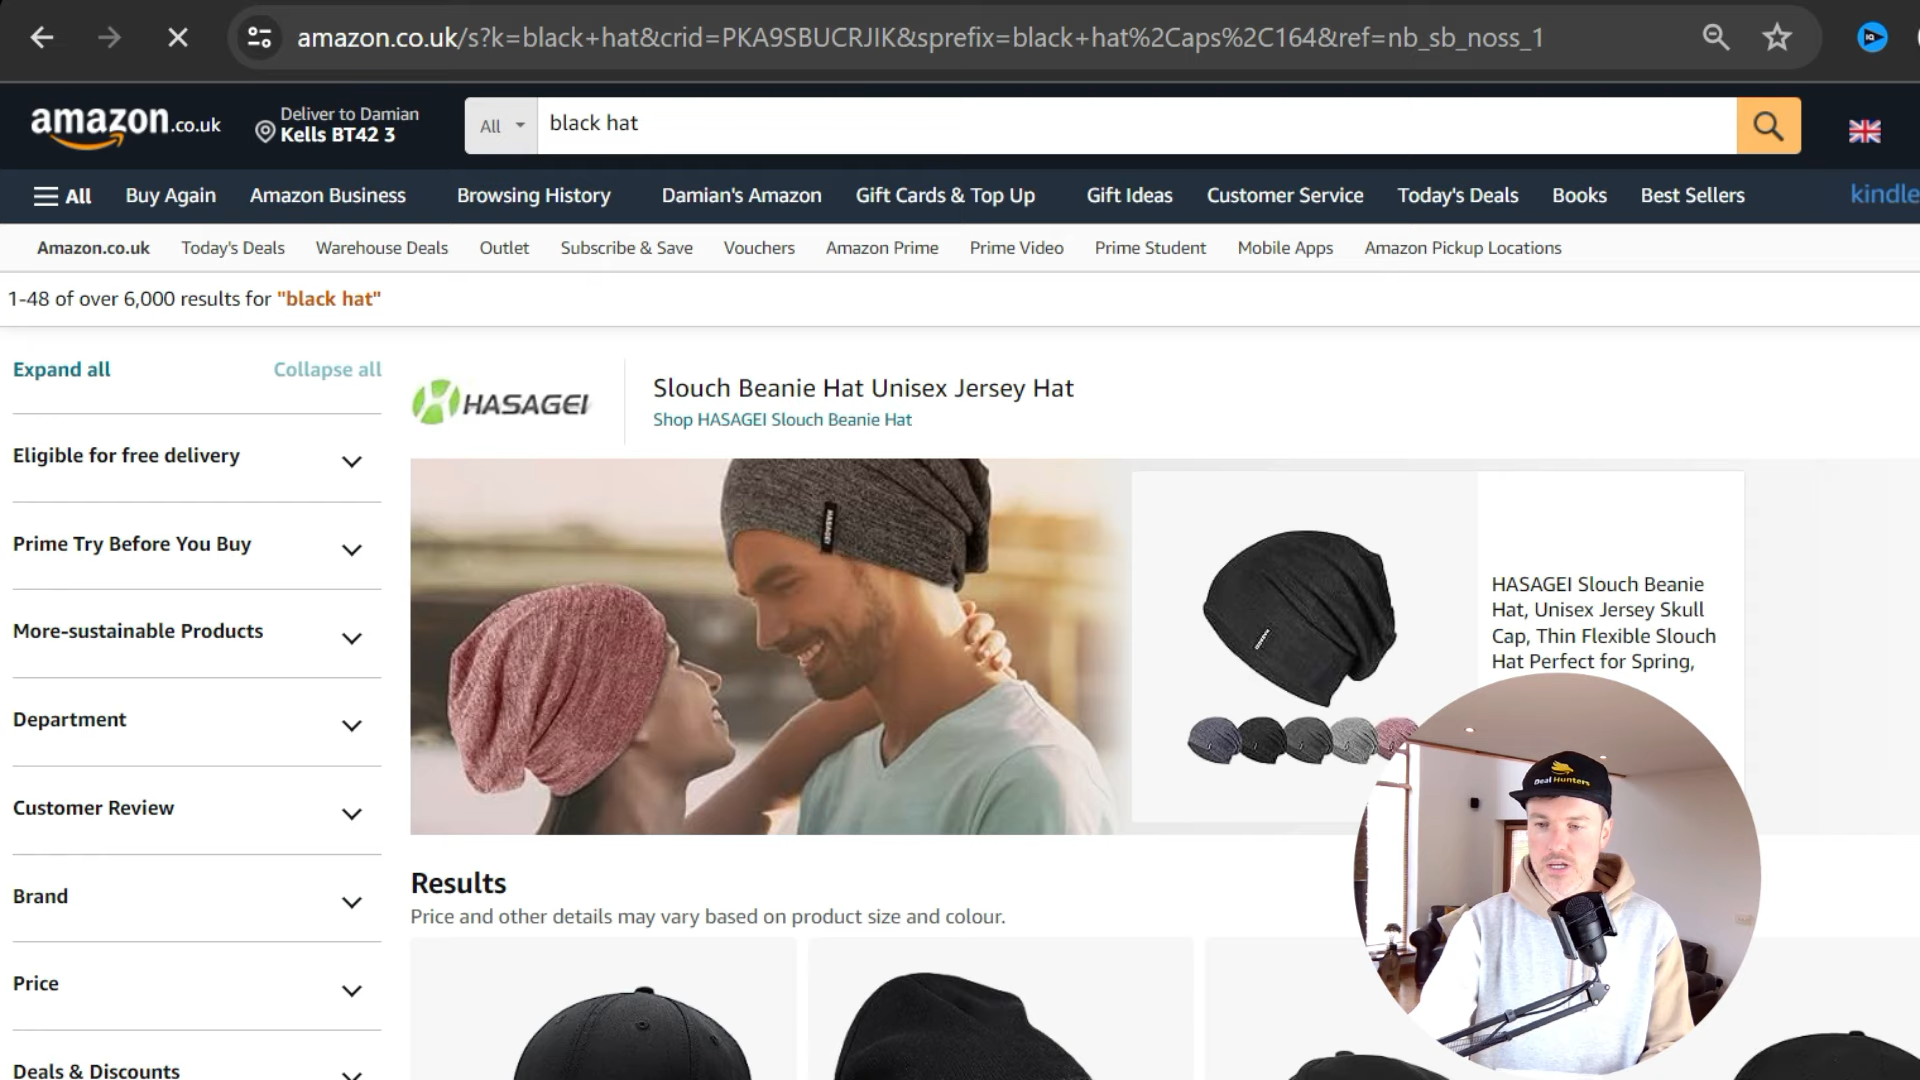 amazon.co.uk/s?k=black+hat&crid=PKA9SBUCRJIK&sprefix=black+hat%2Caps%2C164&ref=nb_sb_noss_1
amazon.co.uk
Deliver to Damian
Kells BT42 3
All
black hat
All
Buy Again
Amazon Business
Browsing History
Damian's Amazon
Gift Cards & Top Up
Gift Ideas
Customer Service
Today's Deals
Books
Best Sellers
kindle
Amazon.co.uk
Today's Deals
Warehouse Deals
Outlet
Subscribe & Save
Vouchers
Amazon Prime
Prime Video
Prime Student
Mobile Apps
Amazon Pickup Locations
1-48 of over 6,000 results for "black hat"
Expand all
Collapse all
Eligible for free delivery
Prime Try Before You Buy
More-sustainable Products
Department
Customer Review
Brand
Price
Deals & Discounts
HASAGEI
Slouch Beanie Hat Unisex Jersey Hat
Shop HASAGEI Slouch Beanie Hat
HASAGEI Slouch Beanie
Hat, Unisex Jersey Skull
Cap, Thin Flexible Slouch
Hat Perfect for Spring,
Deal Hunters
Results
Price and other details may vary based on product size and colour.